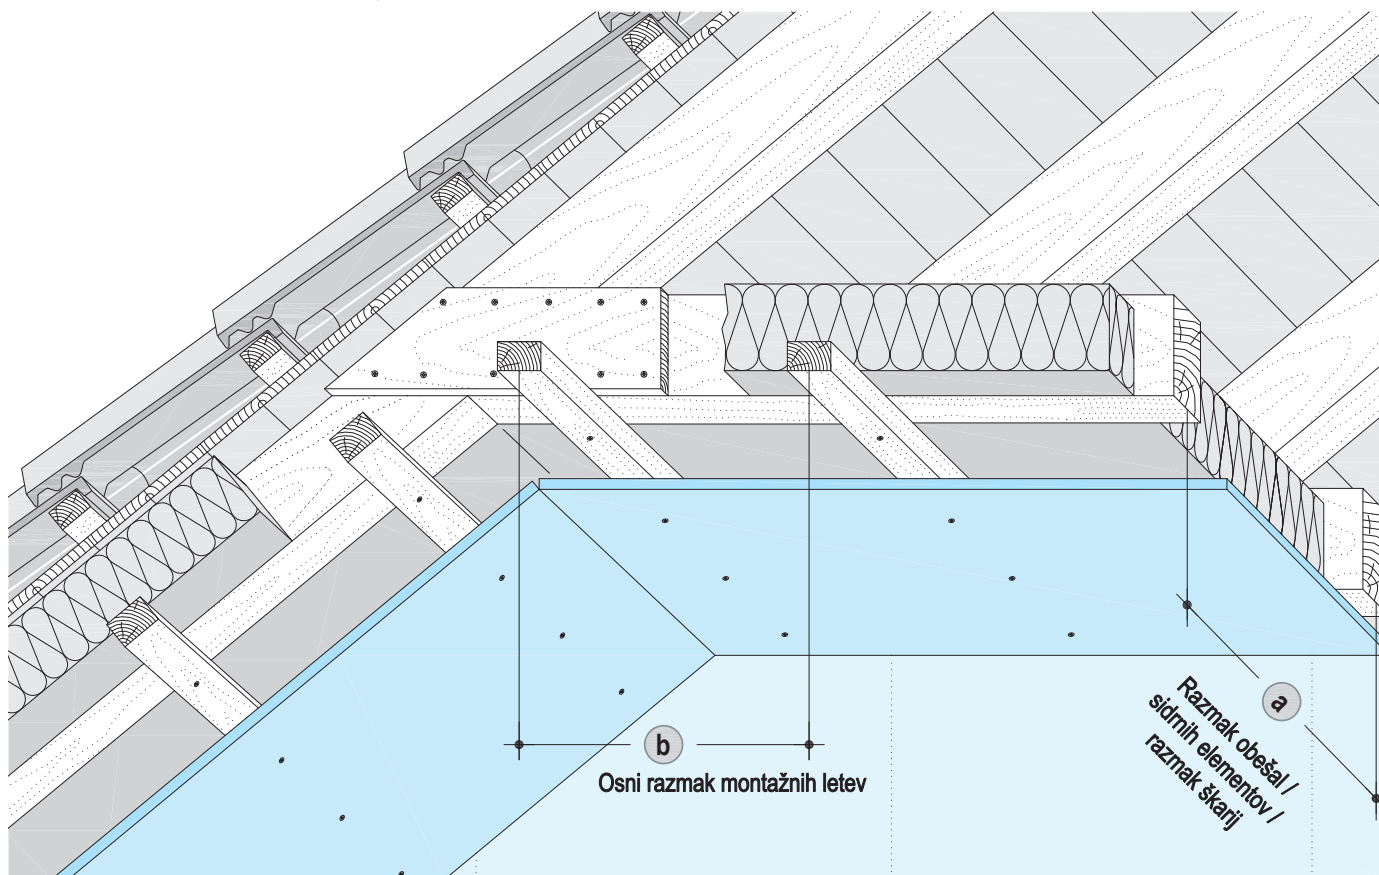 b
Osni razmak montažnih letev
a
Razmak obešal /
sidrnih elementov /
razmak škarij